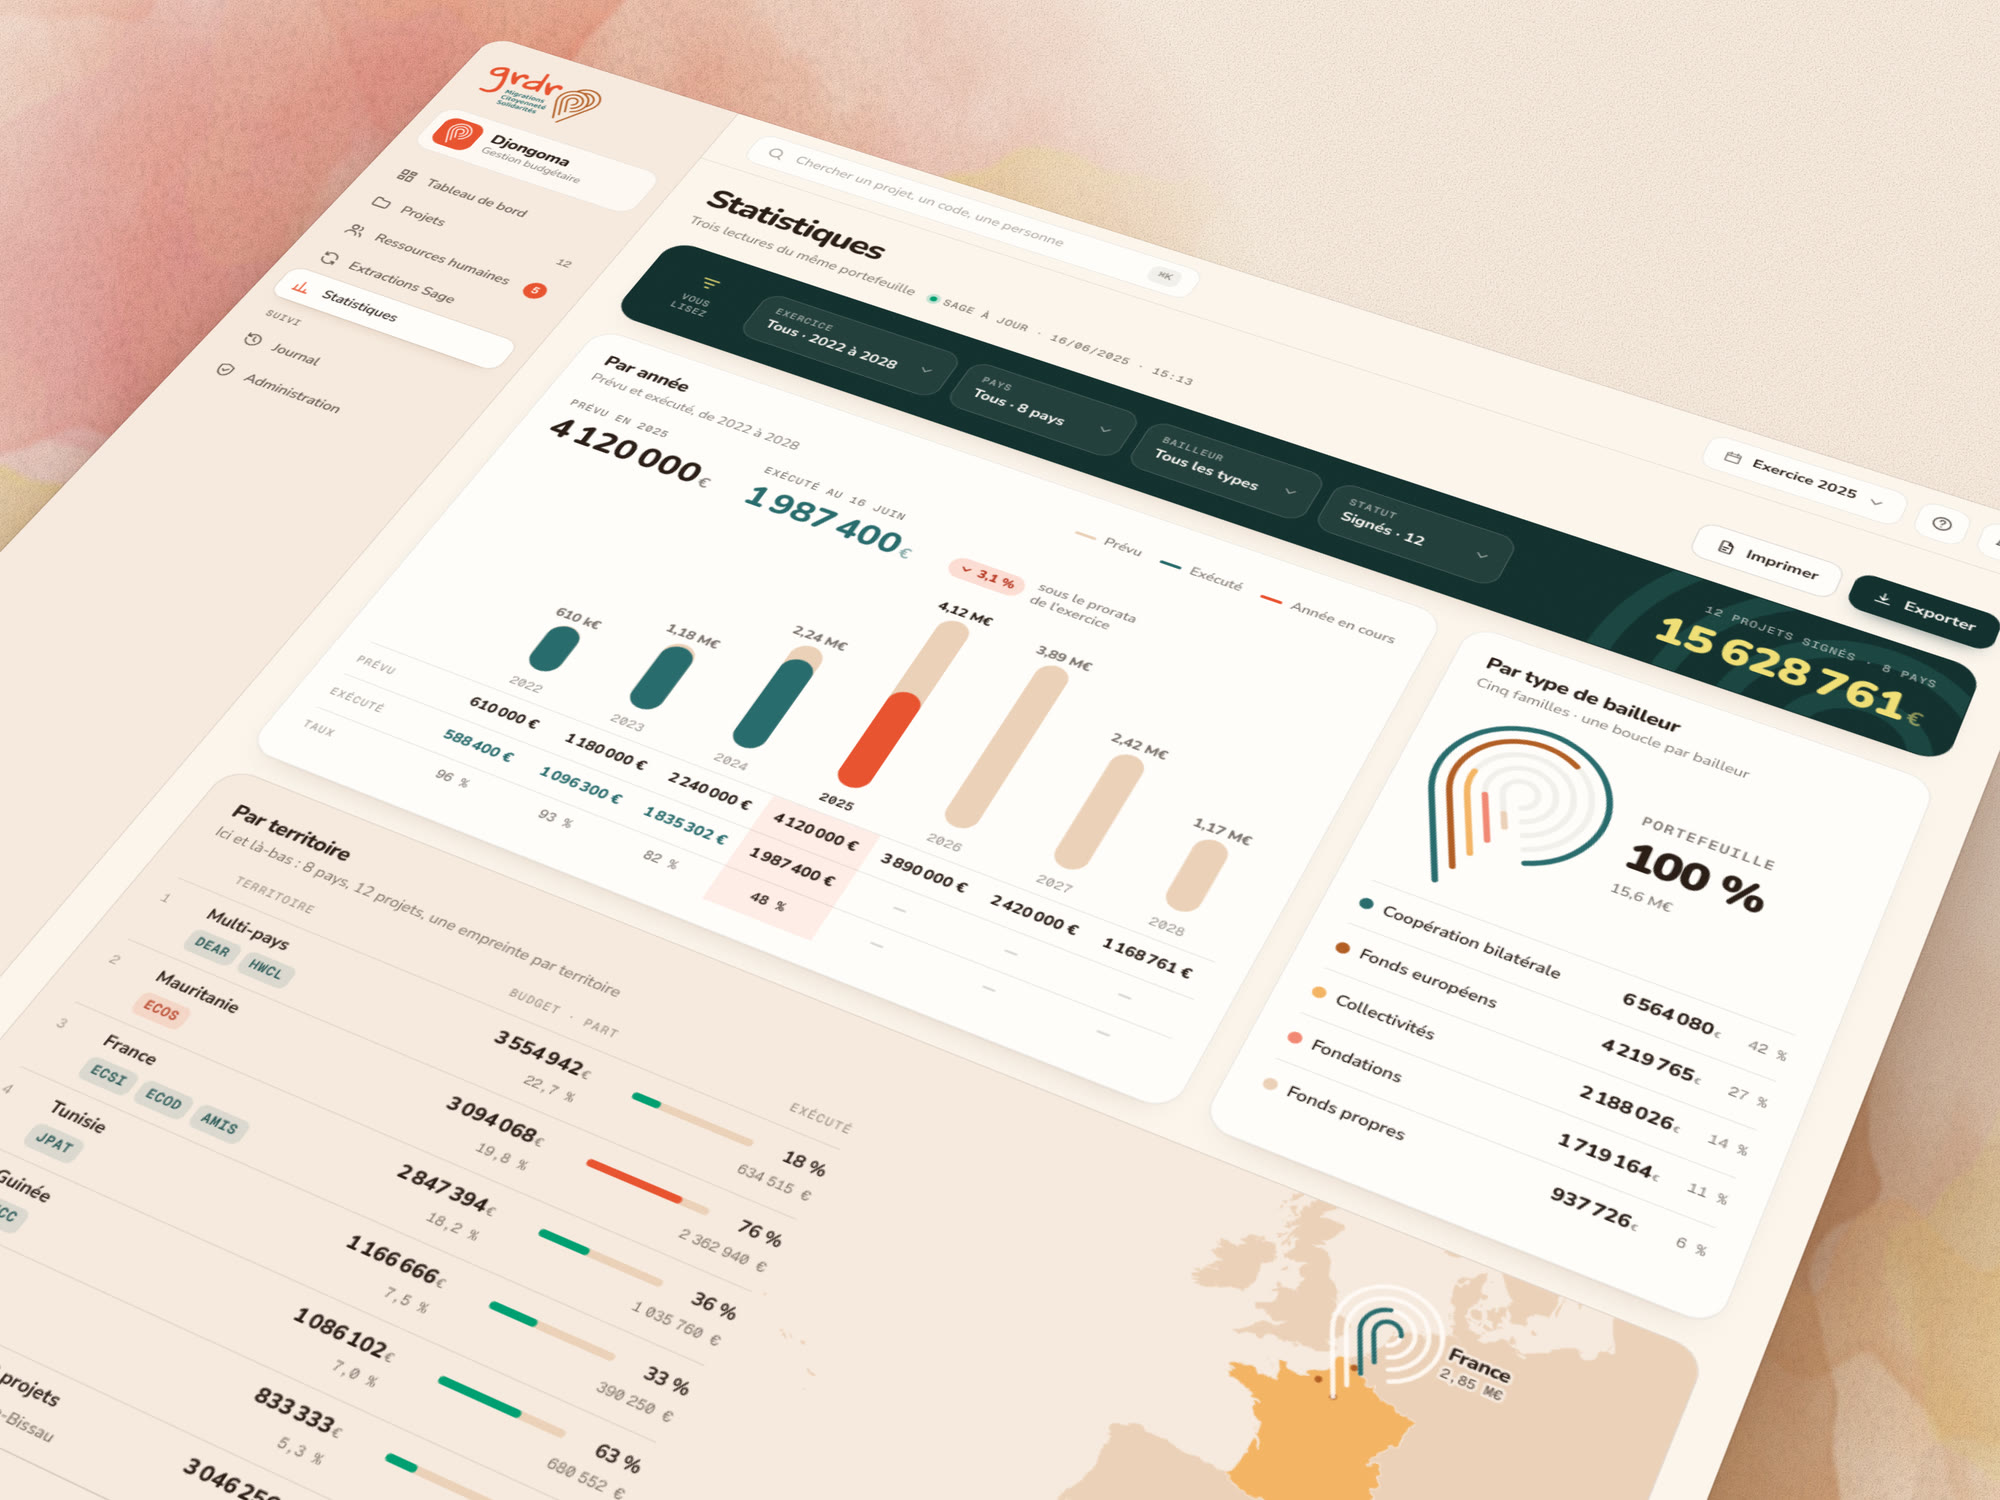 grdr
Migrations
Citoyenneté
Solidarités
Djongoma
Gestion budgétaire
Tableau de bord
Projets
12
Ressources humaines
5
Extractions Sage
Statistiques
SUIVI
Journal
Administration
Chercher un projet, un code, une personne
⌘K
Exercice 2025
Statistiques
Trois lectures du même portefeuille
SAGE À JOUR · 16/06/2025 · 15:13
Imprimer
Exporter
VOUS
LISEZ
EXERCICE
Tous · 2022 à 2028
PAYS
Tous · 8 pays
BAILLEUR
Tous les types
STATUT
Signés · 12
12 PROJETS SIGNÉS · 8 PAYS
15 628 761 €
Par année
Prévu et exécuté, de 2022 à 2028
PRÉVU EN 2025
4 120 000 €
EXÉCUTÉ AU 16 JUIN
1 987 400 €
3,1 %
sous le prorata
de l'exercice
Prévu
Exécuté
Année en cours
610 k€
1,18 M€
2,24 M€
4,12 M€
3,89 M€
2,42 M€
1,17 M€
2022
2023
2024
2025
2026
2027
2028
PRÉVU 610 000 € 1 180 000 € 2 240 000 € 4 120 000 € 3 890 000 € 2 420 000 € 1 168 761 €
EXÉCUTÉ 588 400 € 1 096 300 € 1 835 302 € 1 987 400 € — — —
TAUX 96 % 93 % 82 % 48 % — — —
Par type de bailleur
Cinq familles · une boucle par bailleur
PORTEFEUILLE
100 %
15,6 M€
Coopération bilatérale 6 564 080 € 42 %
Fonds européens 4 219 765 € 27 %
Collectivités 2 188 026 € 14 %
Fondations 1 719 164 € 11 %
Fonds propres 937 726 € 6 %
Par territoire
Ici et là-bas : 8 pays, 12 projets, une empreinte par territoire
TERRITOIRE
BUDGET · PART
EXÉCUTÉ
1
Multi-pays
DEAR HWCL
3 554 942 €
22,7 %
18 %
634 515 €
2
Mauritanie
ECOS
3 094 068 €
19,8 %
76 %
2 362 940 €
3
France
ECSI ECOD AMIS
2 847 394 €
18,2 %
36 %
1 035 760 €
4
Tunisie
JPAT
1 166 666 €
7,5 %
33 %
390 250 €
Guinée
1 086 102 €
7,0 %
63 %
680 552 €
-Bissau
833 333 €
5,3 %
projets
France
2,85 M€